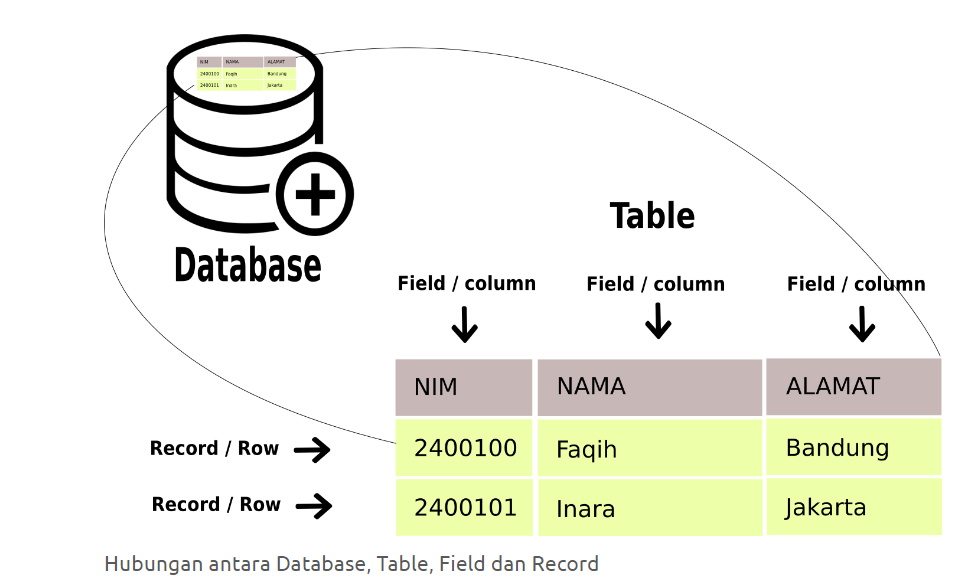 NIM NAMA ALAMAT
2400100 Faqih Bandung
2400101 Inara Jakarta
Database
Table
Field / column Field / column Field / column
NIM NAMA ALAMAT
Record / Row 2400100 Faqih Bandung
Record / Row 2400101 Inara Jakarta
Hubungan antara Database, Table, Field dan Record